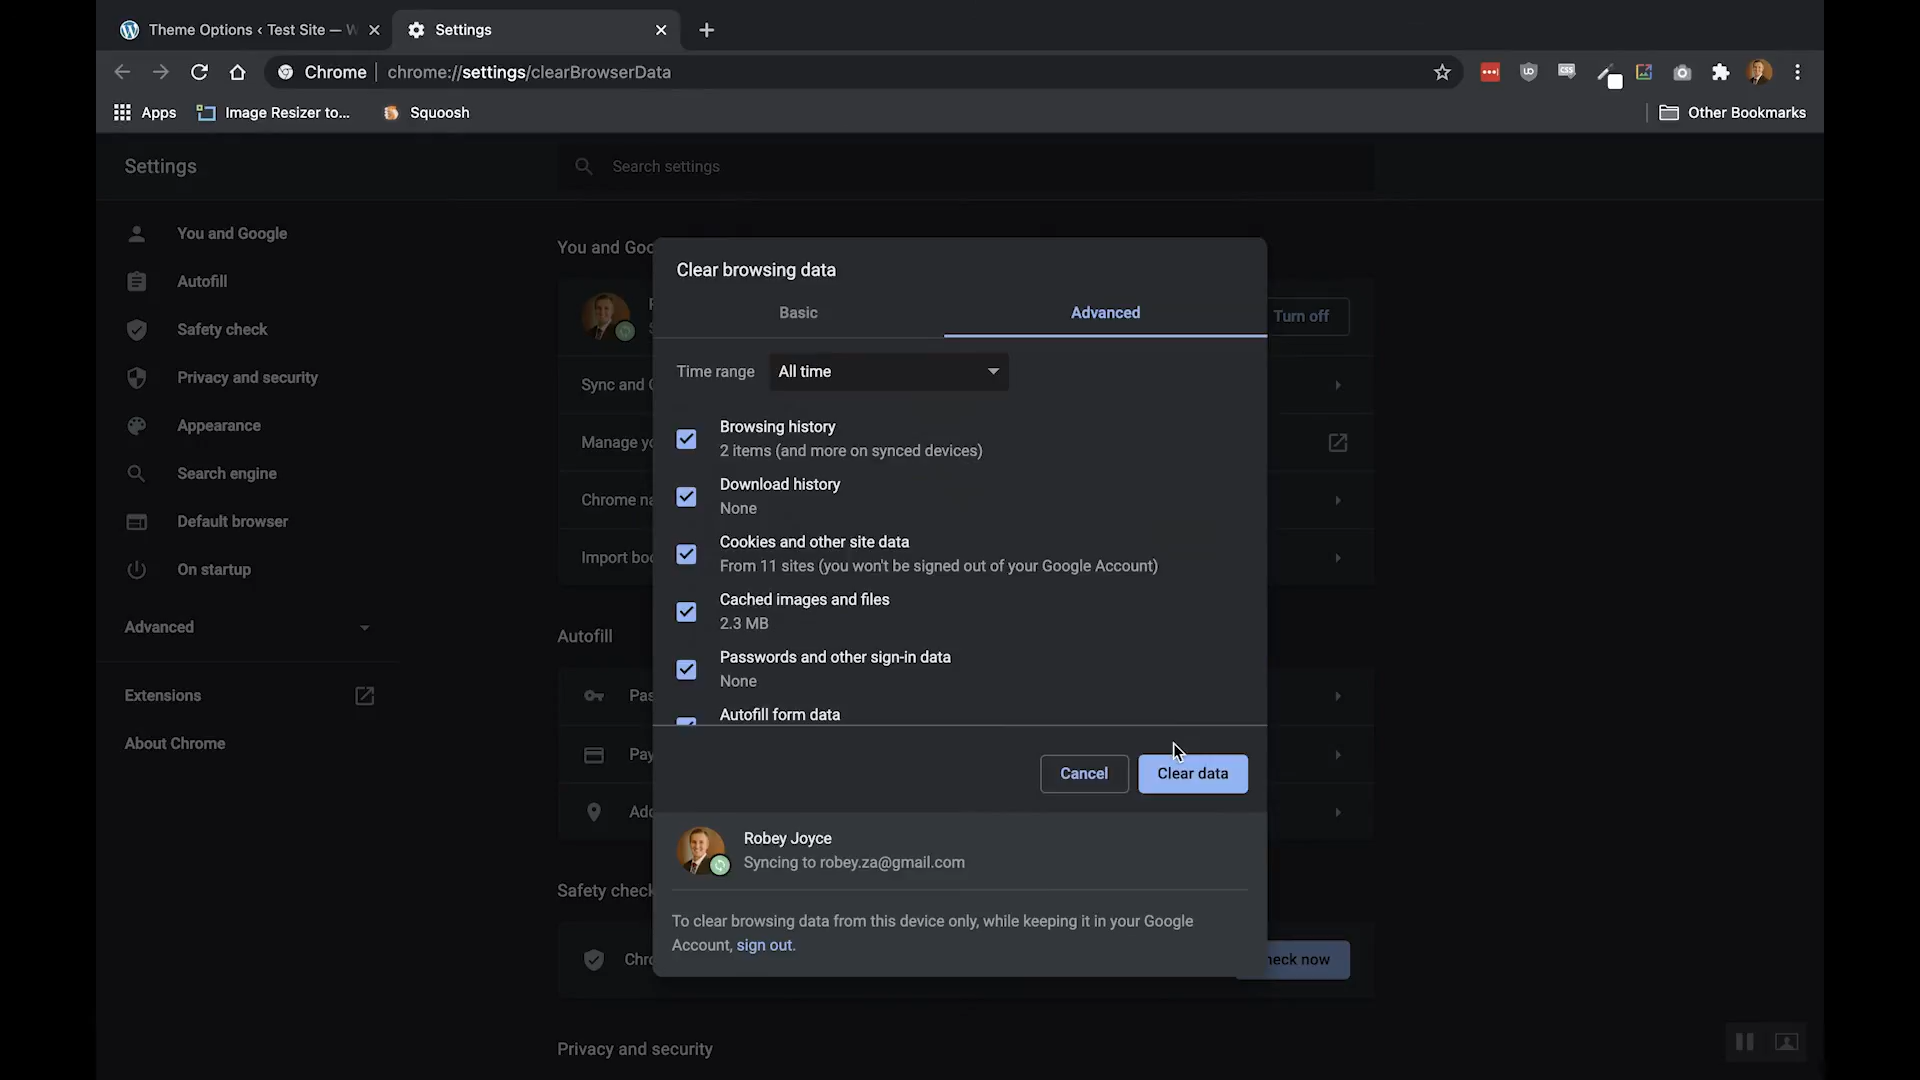 Theme Options ‹ Test Site — W
Settings
Chrome
chrome://settings/clearBrowserData
Apps
Image Resizer to...
Squoosh
Other Bookmarks
Settings
Search settings
You and Google
Autofill
Safety check
Privacy and security
Appearance
Search engine
Default browser
On startup
Advanced
Extensions
About Chrome
You and Goo
Turn off
Sync and G
Manage yo
Chrome na
Import boo
Autofill
Pas
Pay
Add
Safety check
Chro
heck now
Privacy and security
Clear browsing data
Basic
Advanced
Time range
All time
Browsing history
2 items (and more on synced devices)
Download history
None
Cookies and other site data
From 11 sites (you won't be signed out of your Google Account)
Cached images and files
2.3 MB
Passwords and other sign-in data
None
Autofill form data
Cancel
Clear data
Robey Joyce
Syncing to robey.za@gmail.com
To clear browsing data from this device only, while keeping it in your Google
Account, sign out.